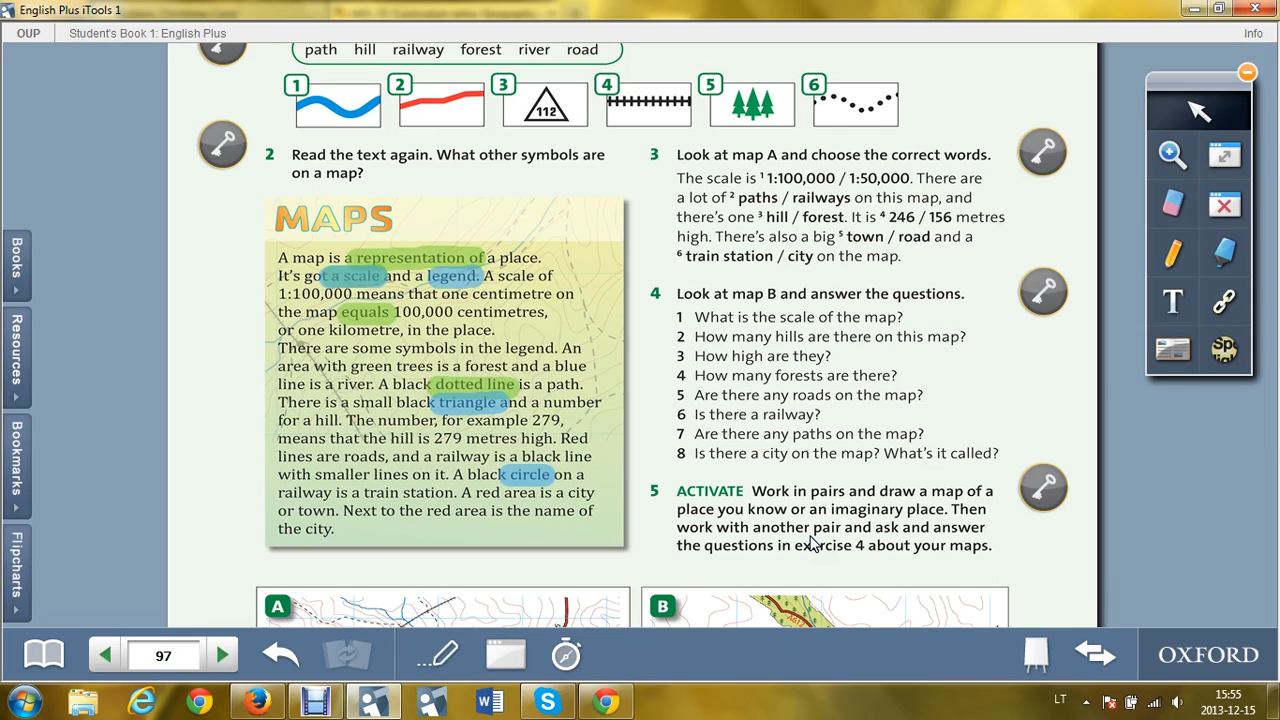 English Plus iTools 1
OUP
Student's Book 1: English Plus
Info
path hill railway forest river road
1
2
3
4
5
6
112
2 Read the text again. What other symbols are
on a map?
MAPS
A map is a representation of a place.
It's got a scale and a legend. A scale of
1:100,000 means that one centimetre on
the map equals 100,000 centimetres,
or one kilometre, in the place.
There are some symbols in the legend. An
area with green trees is a forest and a blue
line is a river. A black dotted line is a path.
There is a small black triangle and a number
for a hill. The number, for example 279,
means that the hill is 279 metres high. Red
lines are roads, and a railway is a black line
with smaller lines on it. A black circle on a
railway is a train station. A red area is a city
or town. Next to the red area is the name of
the city.
3 Look at map A and choose the correct words.
The scale is 1 1:100,000 / 1:50,000. There are
a lot of 2 paths / railways on this map, and
there's one 3 hill / forest. It is 4 246 / 156 metres
high. There's also a big 5 town / road and a
6 train station / city on the map.
4 Look at map B and answer the questions.
1 What is the scale of the map?
2 How many hills are there on this map?
3 How high are they?
4 How many forests are there?
5 Are there any roads on the map?
6 Is there a railway?
7 Are there any paths on the map?
8 Is there a city on the map? What's it called?
5 ACTIVATE Work in pairs and draw a map of a
place you know or an imaginary place. Then
work with another pair and ask and answer
the questions in exercise 4 about your maps.
A
B
Books
Resources
Bookmarks
Flipcharts
T
Sp
97
OXFORD
W
S
LT
15:55
2013-12-15